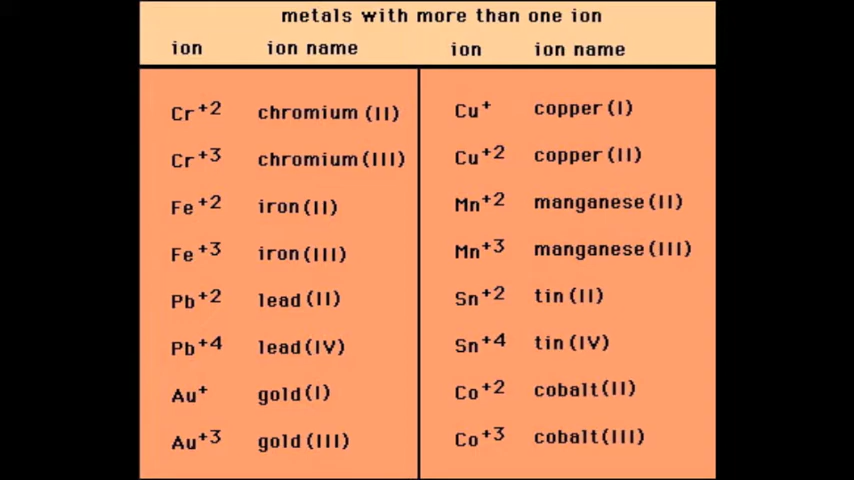 metals with more than one ion
ion ion name ion ion name
Cr+2 chromium (II) Cu+ copper (I)
Cr+3 chromium (III) Cu+2 copper (II)
Fe+2 iron (II) Mn+2 manganese (II)
Fe+3 iron (III) Mn+3 manganese (III)
Pb+2 lead (II) Sn+2 tin (II)
Pb+4 lead (IV) Sn+4 tin (IV)
Au+ gold (I) Co+2 cobalt (II)
Au+3 gold (III) Co+3 cobalt (III)